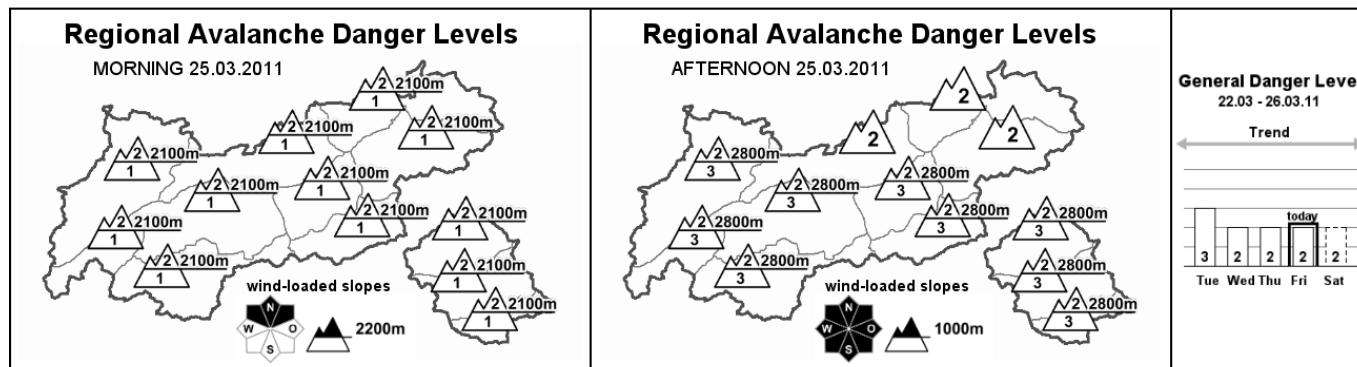 Regional Avalanche Danger Levels
MORNING 25.03.2011
2 2100m
1
2 2100m
1
2 2100m
1
2 2100m
1
2 2100m
1
2 2100m
1
2 2100m
1
2 2100m
1
2 2100m
1
2 2100m
1
2 2100m
1
2 2100m
1
wind-loaded slopes
N
W O
S
2200m
Regional Avalanche Danger Levels
AFTERNOON 25.03.2011
2
2
2
2 2800m
3
2 2800m
3
2 2800m
3
2 2800m
3
2 2800m
3
2 2800m
3
2 2800m
3
2 2800m
3
2 2800m
3
wind-loaded slopes
N
W O
S
1000m
General Danger Leve
22.03 - 26.03.11
Trend
today
3 2 2 2 2
Tue Wed Thu Fri Sat